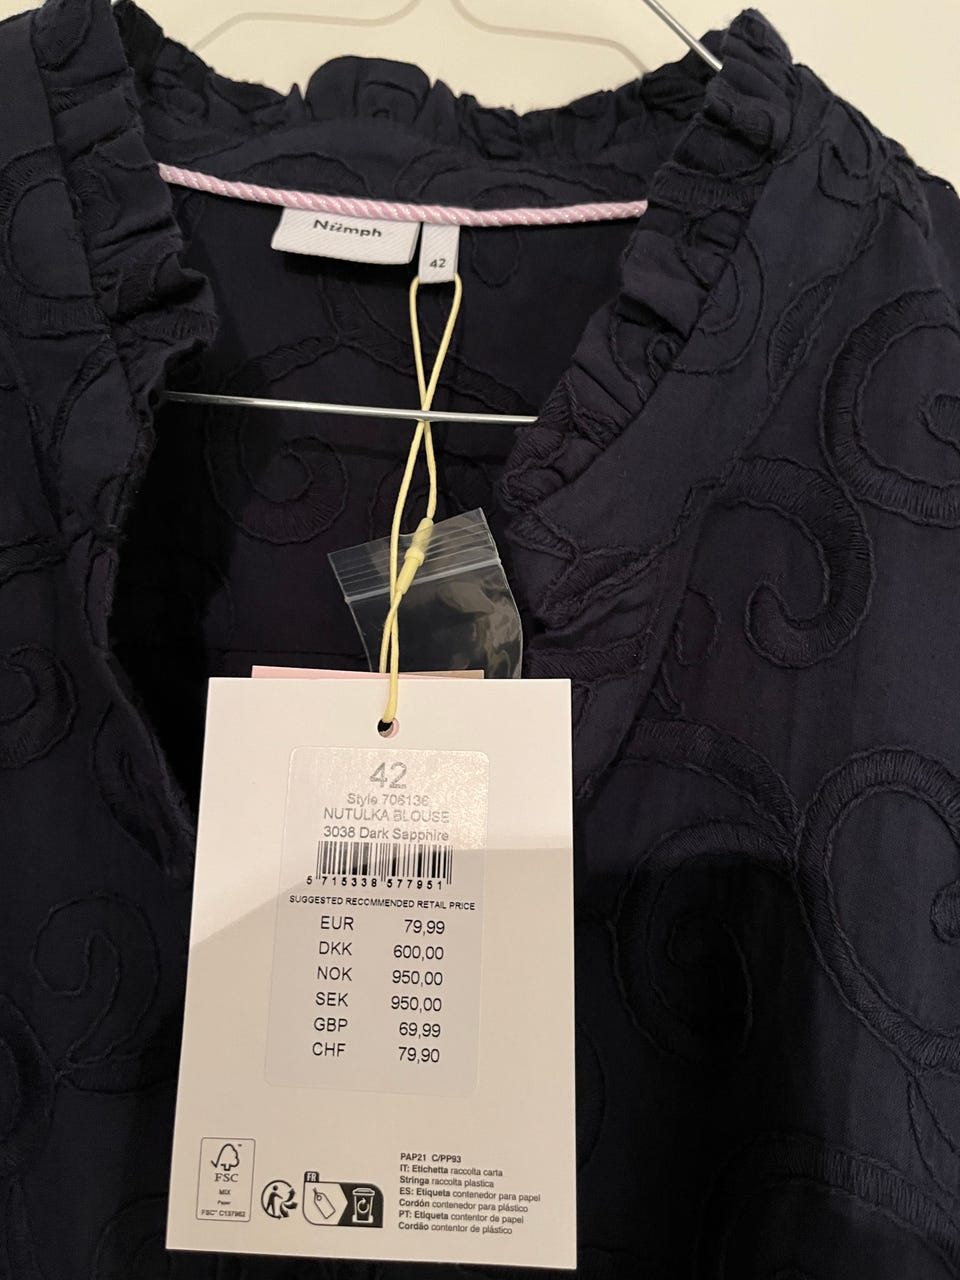 Nümph
42
42
Style 706136
NUTULKA BLOUSE
3038 Dark Sapphire
5 715338 577951
SUGGESTED RECOMMENDED RETAIL PRICE
EUR 79,99
DKK 600,00
NOK 950,00
SEK 950,00
GBP 69,99
CHF 79,90
FSC
MIX
Paper
FSC™ C137962
FR
PAP21 C/PP93
IT: Etichetta raccolta carta
Stringa raccolta plastica
ES: Etiqueta contenedor para papel
Cordón contenedor para plástico
PT: Etiqueta contentor de papel
Cordão contentor de plástico